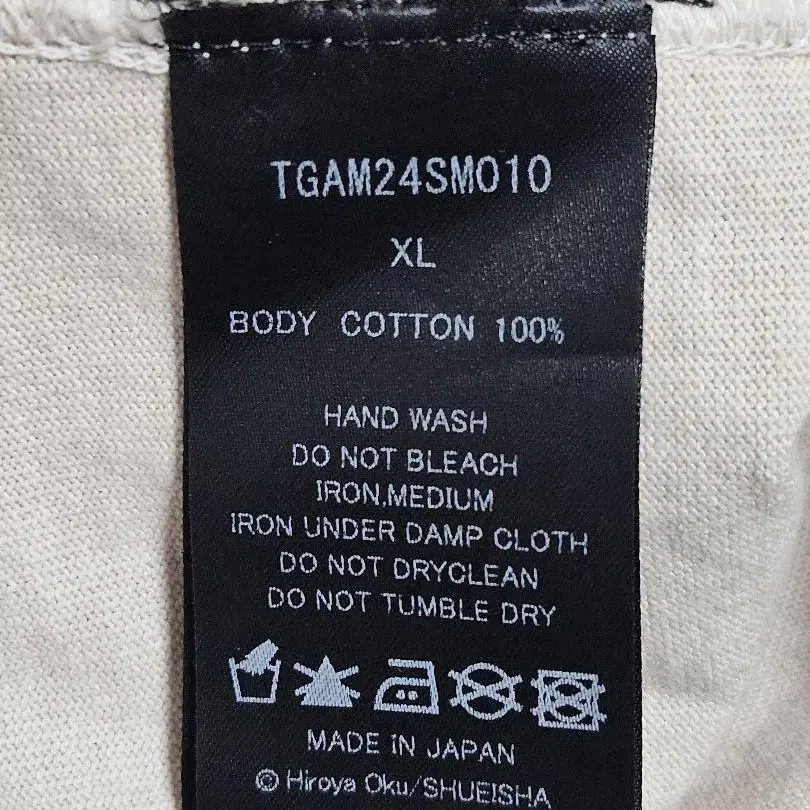 TGAM24SM010
XL
BODY COTTON 100%
HAND WASH
DO NOT BLEACH
IRON.MEDIUM
IRON UNDER DAMP CLOTH
DO NOT DRYCLEAN
DO NOT TUMBLE DRY
MADE IN JAPAN
© Hiroya Oku/SHUEISHA